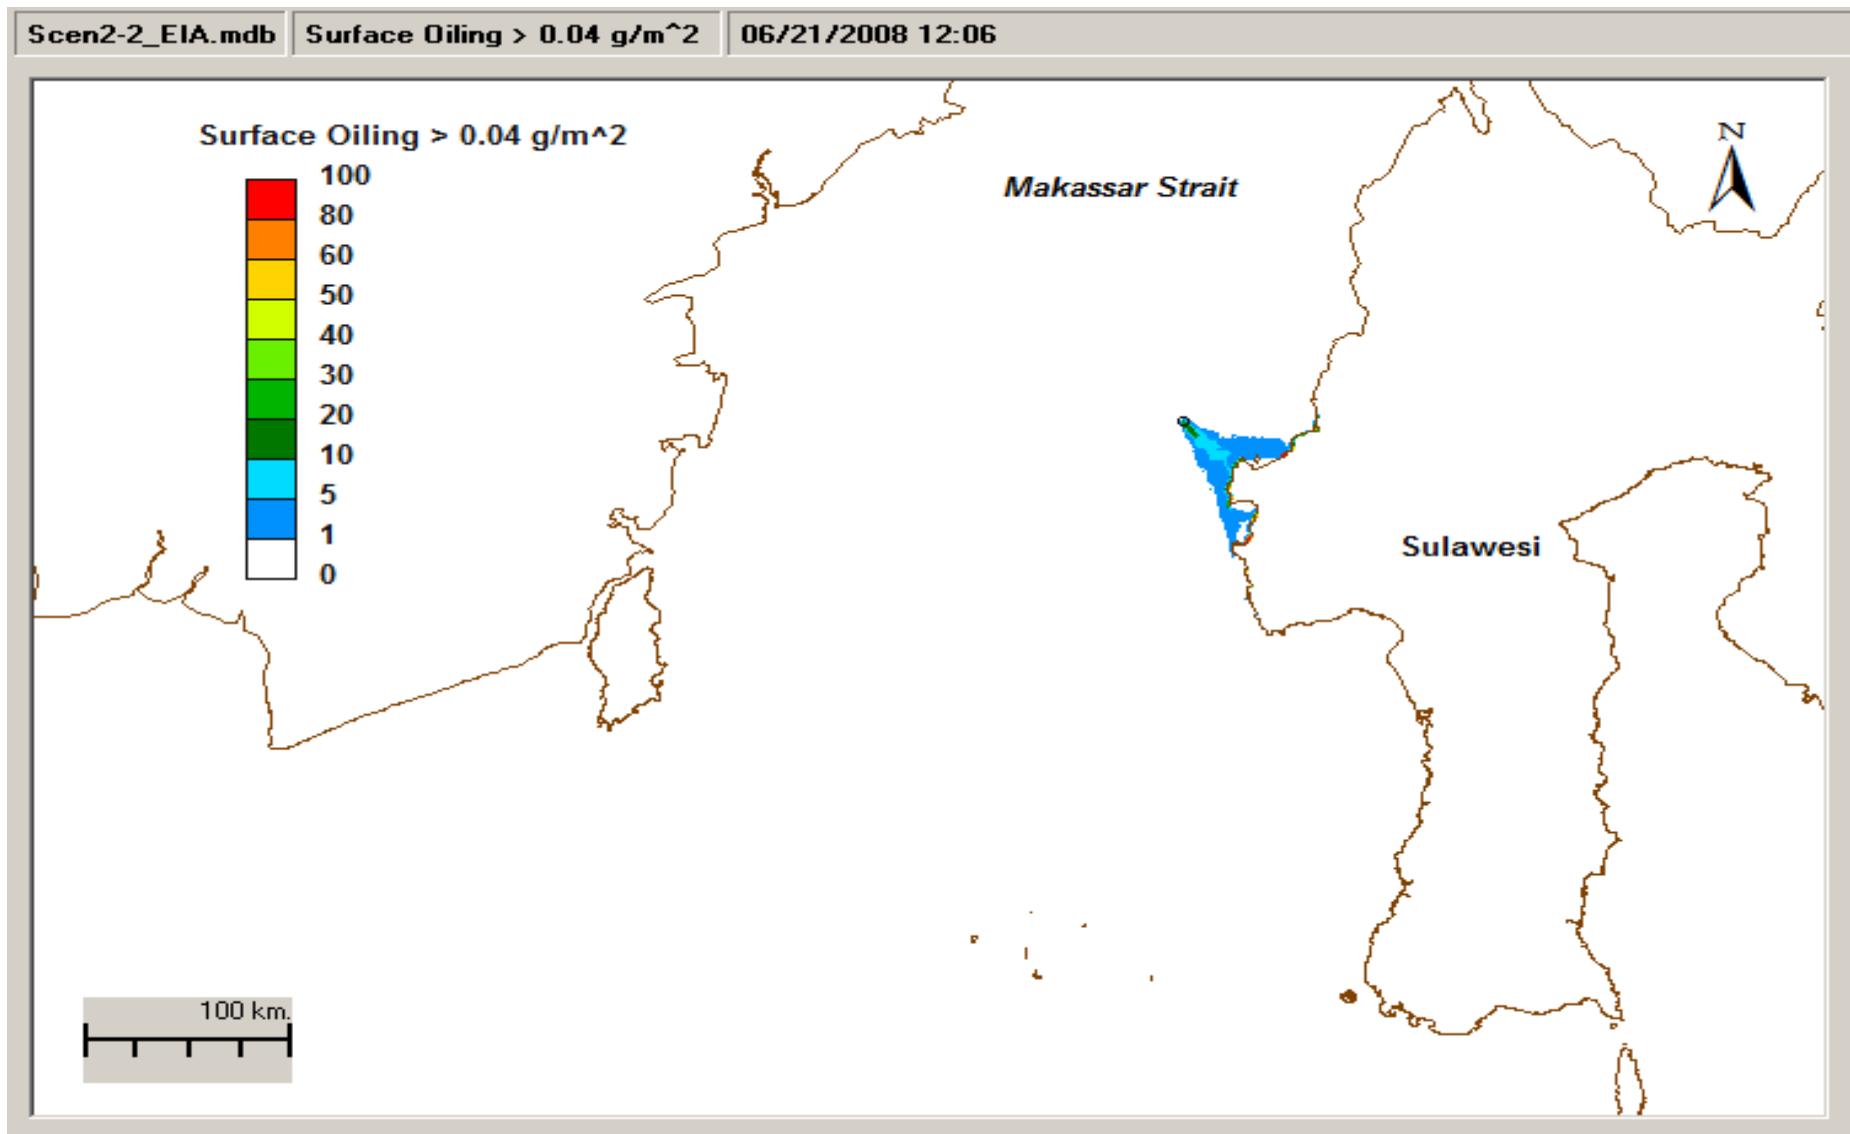 Scen2-2_EIA.mdb
Surface Oiling > 0.04 g/m^2
06/21/2008 12:06
Surface Oiling > 0.04 g/m^2
100
80
60
50
40
30
20
10
5
1
0
Makassar Strait
N
Sulawesi
100 km.